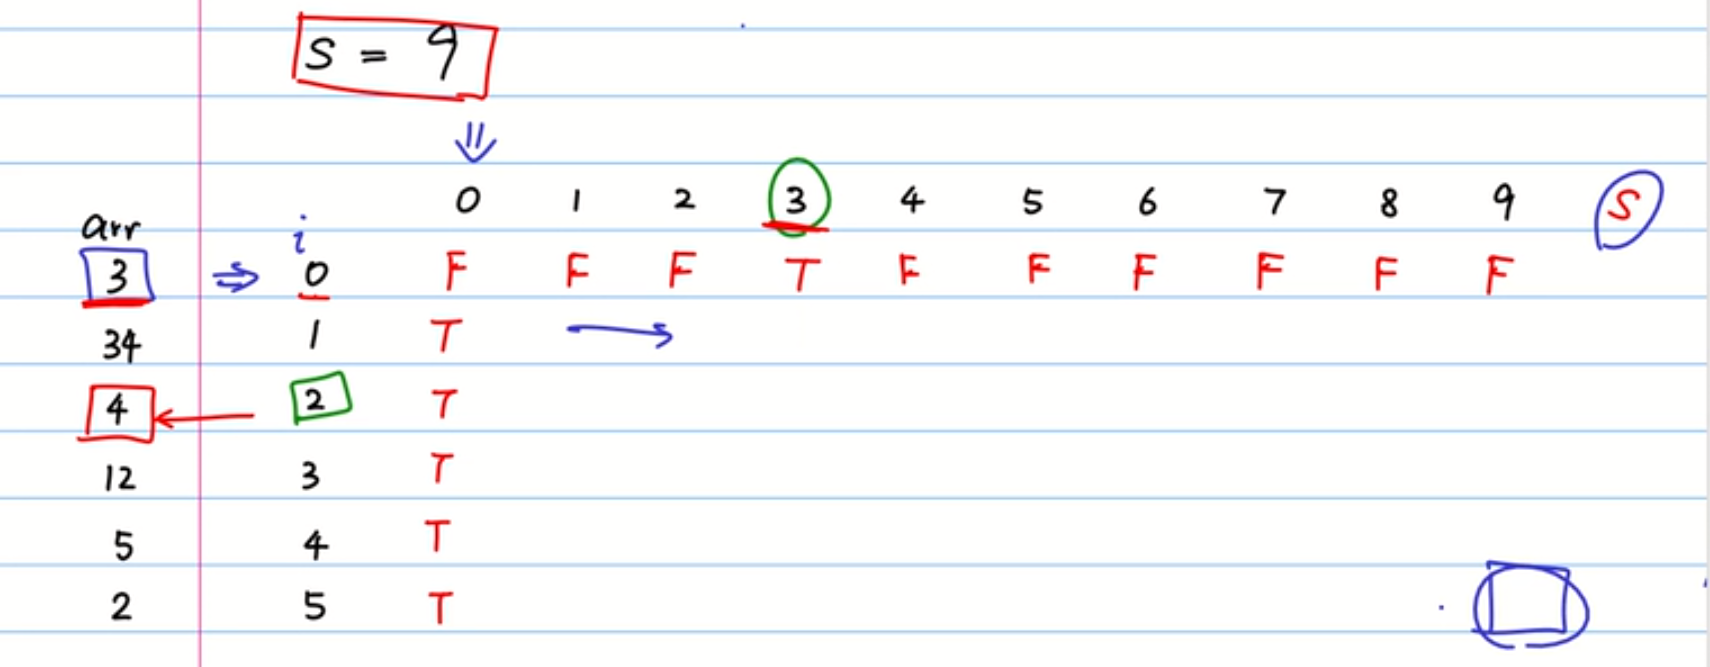 S = 9
0 1 2 3 4 5 6 7 8 9 S
arr i
3 0 F F F T F F F F F F
34 1 T
4 2 T
12 3 T
5 4 T
2 5 T